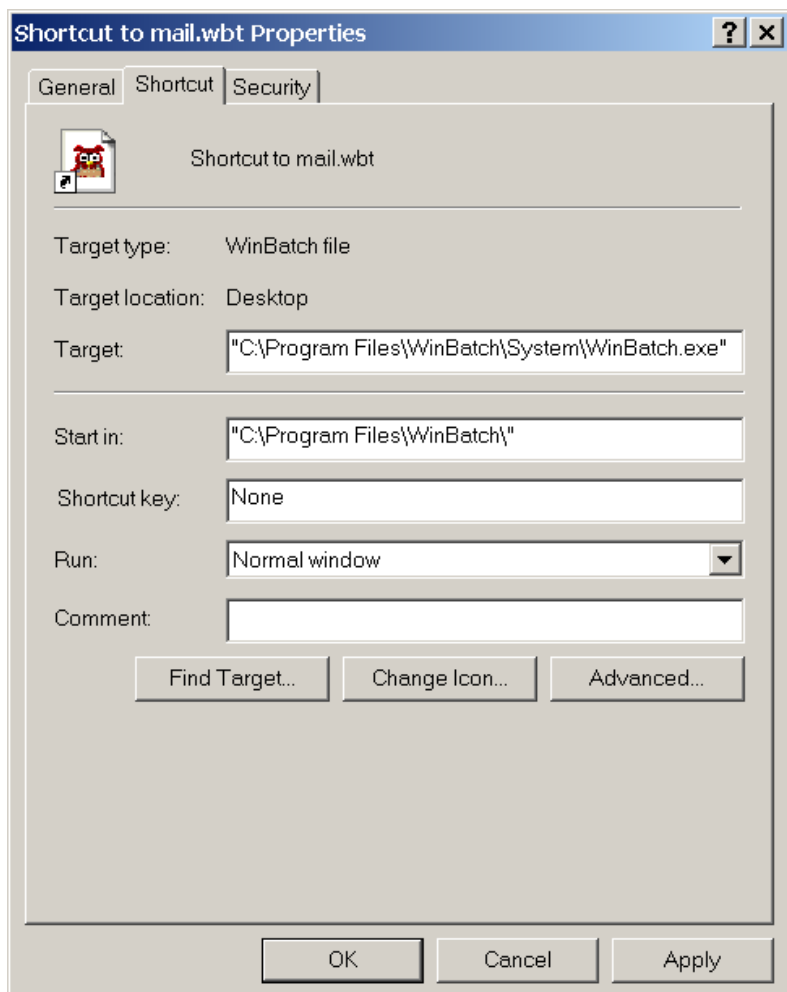 Shortcut to mail.wbt Properties
General Shortcut Security
Shortcut to mail.wbt
Target type: WinBatch file
Target location: Desktop
Target: "C:\Program Files\WinBatch\System\WinBatch.exe"
Start in: "C:\Program Files\WinBatch\"
Shortcut key: None
Run: Normal window
Comment:
Find Target... Change Icon... Advanced...
OK Cancel Apply